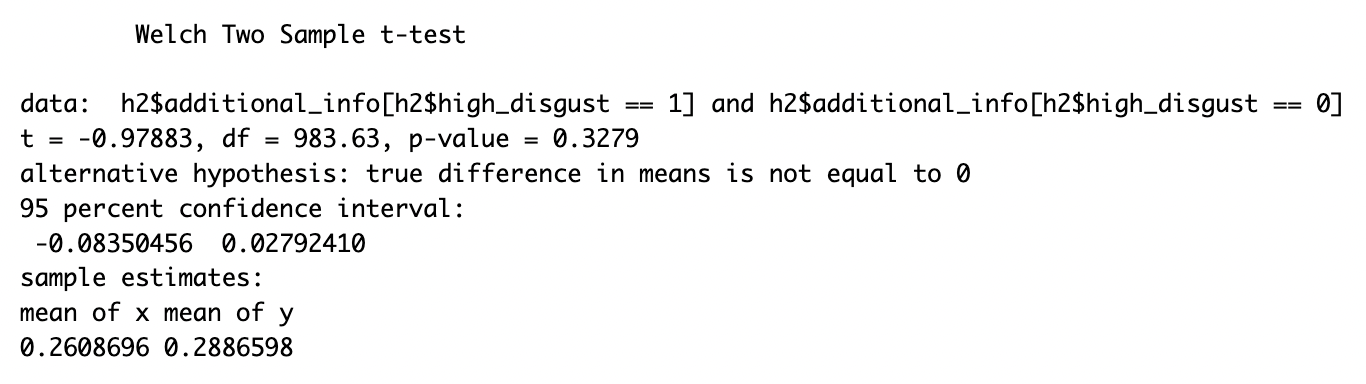 Welch Two Sample t-test
data:  h2$additional_info[h2$high_disgust == 1] and h2$additional_info[h2$high_disgust == 0]
t = -0.97883, df = 983.63, p-value = 0.3279
alternative hypothesis: true difference in means is not equal to 0
95 percent confidence interval:
 -0.08350456  0.02792410
sample estimates:
mean of x mean of y
0.2608696 0.2886598